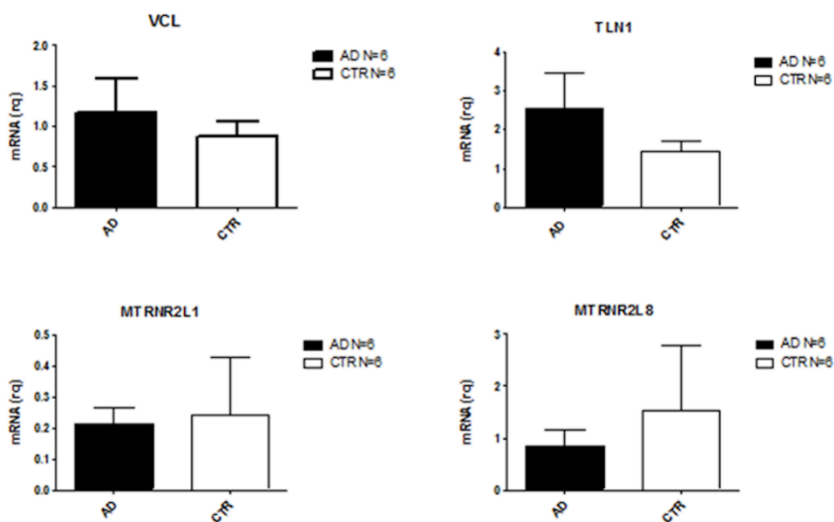 VCL
2.0
1.5
1.0
0.5
0.0
mRNA (rq)
AD
CTR
AD N=6
CTR N=6
TLN1
4
3
2
1
0
mRNA (rq)
AD
CTR
AD N=6
CTR N=6
MTRNR2L1
0.5
0.4
0.3
0.2
0.1
0.0
mRNA (rq)
AD
CTR
AD N=6
CTR N=6
MTRNR2L8
3
2
1
0
mRNA (rq)
AD
CTR
AD N=6
CTR N=6